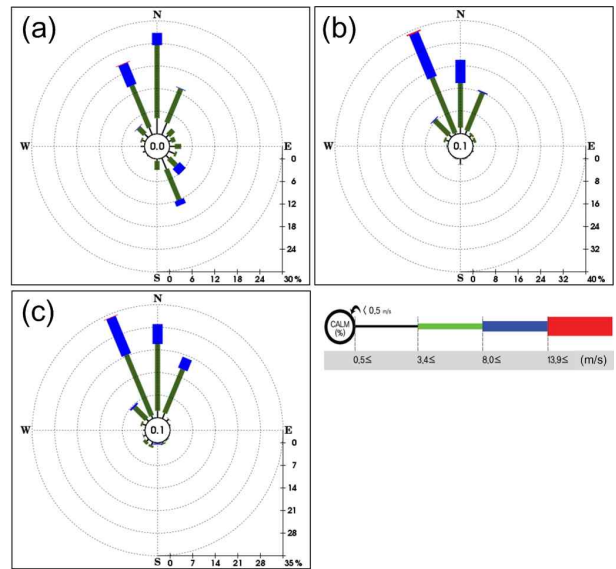 (a)
N
W
E
0.0
0
6
12
18
24
S
0 6 12 18 24 30%
(b)
N
W
E
0.1
0
8
16
24
32
S
0 8 16 24 32 40%
(c)
N
W
E
0.1
0
7
14
21
28
S
0 7 14 21 28 35%
< 0,5 m/s
CALM
(%)
0,5≤ 3,4≤ 8,0≤ 13,9≤ (m/s)